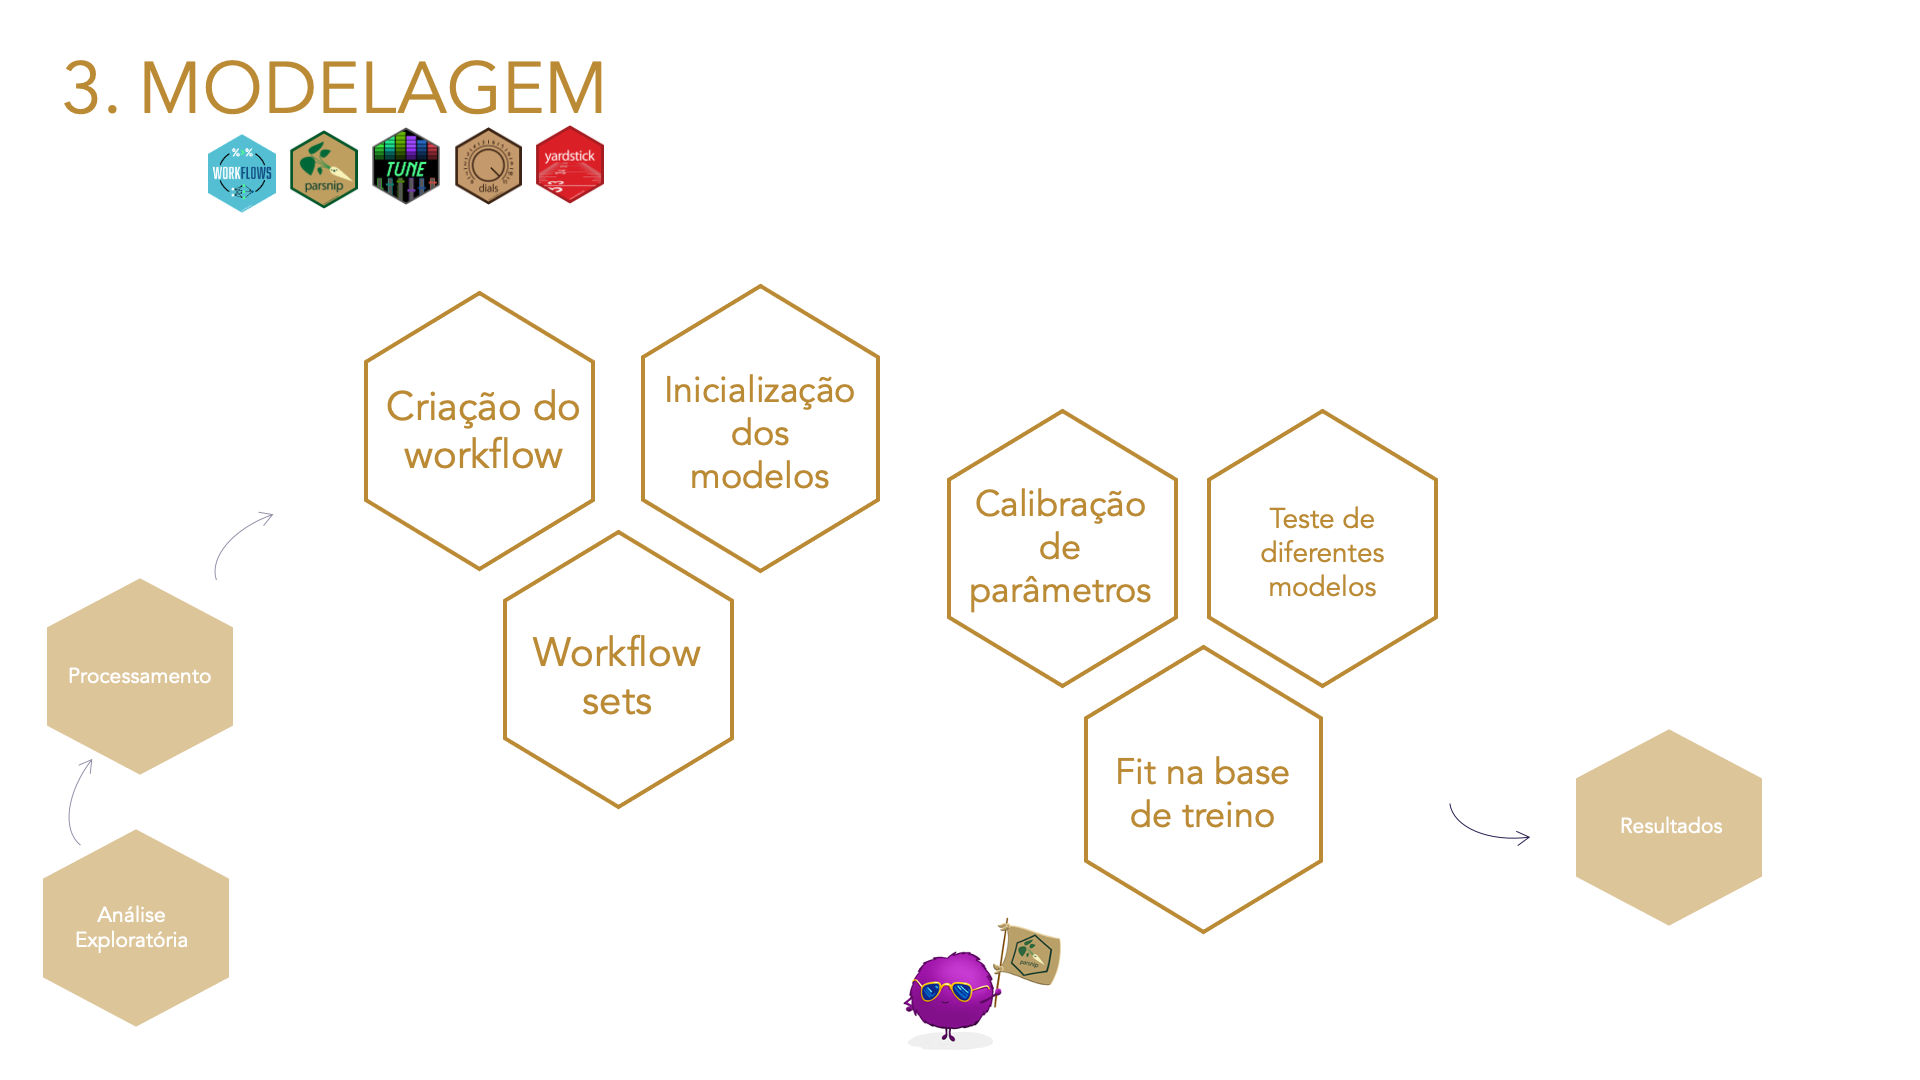 3. MODELAGEM
%>%
WORKFLOWS
parsnip
TUNE
dials
yardstick
Criação do
workflow
Inicialização
dos
modelos
Workflow
sets
Calibração
de
parâmetros
Teste de
diferentes
modelos
Fit na base
de treino
Processamento
Análise
Exploratória
Resultados
parsnip